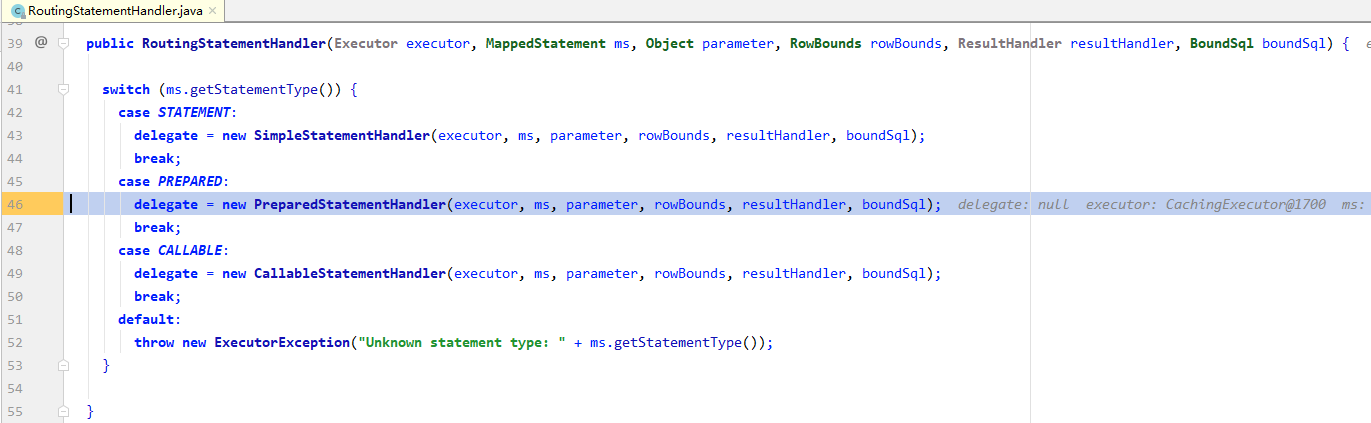 RoutingStatementHandler.java
39 @ public RoutingStatementHandler(Executor executor, MappedStatement ms, Object parameter, RowBounds rowBounds, ResultHandler resultHandler, BoundSql boundSql) {
40
41 switch (ms.getStatementType()) {
42 case STATEMENT:
43 delegate = new SimpleStatementHandler(executor, ms, parameter, rowBounds, resultHandler, boundSql);
44 break;
45 case PREPARED:
46 delegate = new PreparedStatementHandler(executor, ms, parameter, rowBounds, resultHandler, boundSql); delegate: null executor: CachingExecutor@1700 ms:
47 break;
48 case CALLABLE:
49 delegate = new CallableStatementHandler(executor, ms, parameter, rowBounds, resultHandler, boundSql);
50 break;
51 default:
52 throw new ExecutorException("Unknown statement type: " + ms.getStatementType());
53 }
54
55 }